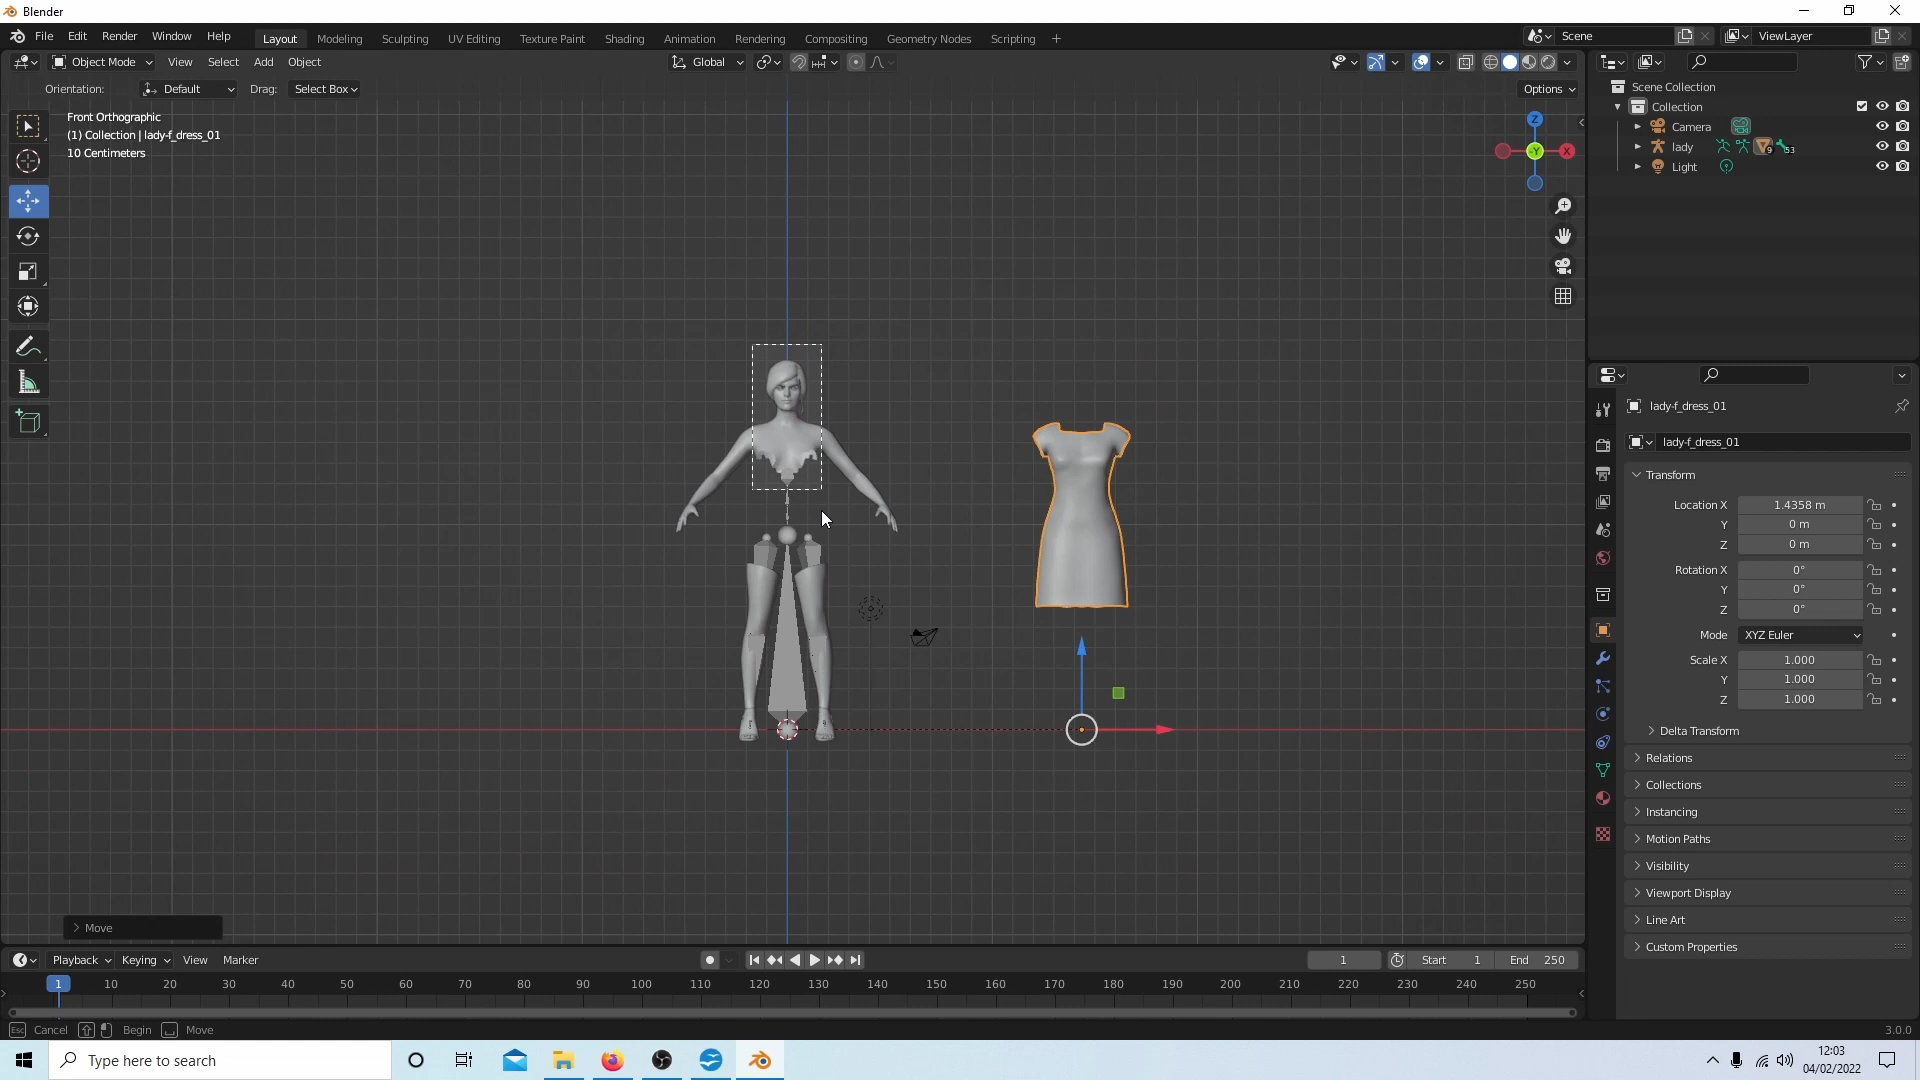 Blender
File Edit Render Window Help Layout Modeling Sculpting UV Editing Texture Paint Shading Animation Rendering Compositing Geometry Nodes Scripting + Scene ViewLayer
Object Mode View Select Add Object Global
Orientation: Default Drag: Select Box Options
Front Orthographic
(1) Collection | lady-f_dress_01
10 Centimeters
Z
-Y
X
Scene Collection
Collection
Camera
lady 9 53
Light
lady-f_dress_01
lady-f_dress_01
Transform
Location X 1.4358 m
Y 0 m
Z 0 m
Rotation X 0°
Y 0°
Z 0°
Mode XYZ Euler
Scale X 1.000
Y 1.000
Z 1.000
Delta Transform
Relations
Collections
Instancing
Motion Paths
Visibility
Viewport Display
Line Art
Custom Properties
Move
Playback Keying View Marker 1 Start 1 End 250
1 10 20 30 40 50 60 70 80 90 100 110 120 130 140 150 160 170 180 190 200 210 220 230 240 250
Esc Cancel Begin Move 3.0.0
Type here to search
12:03
04/02/2022